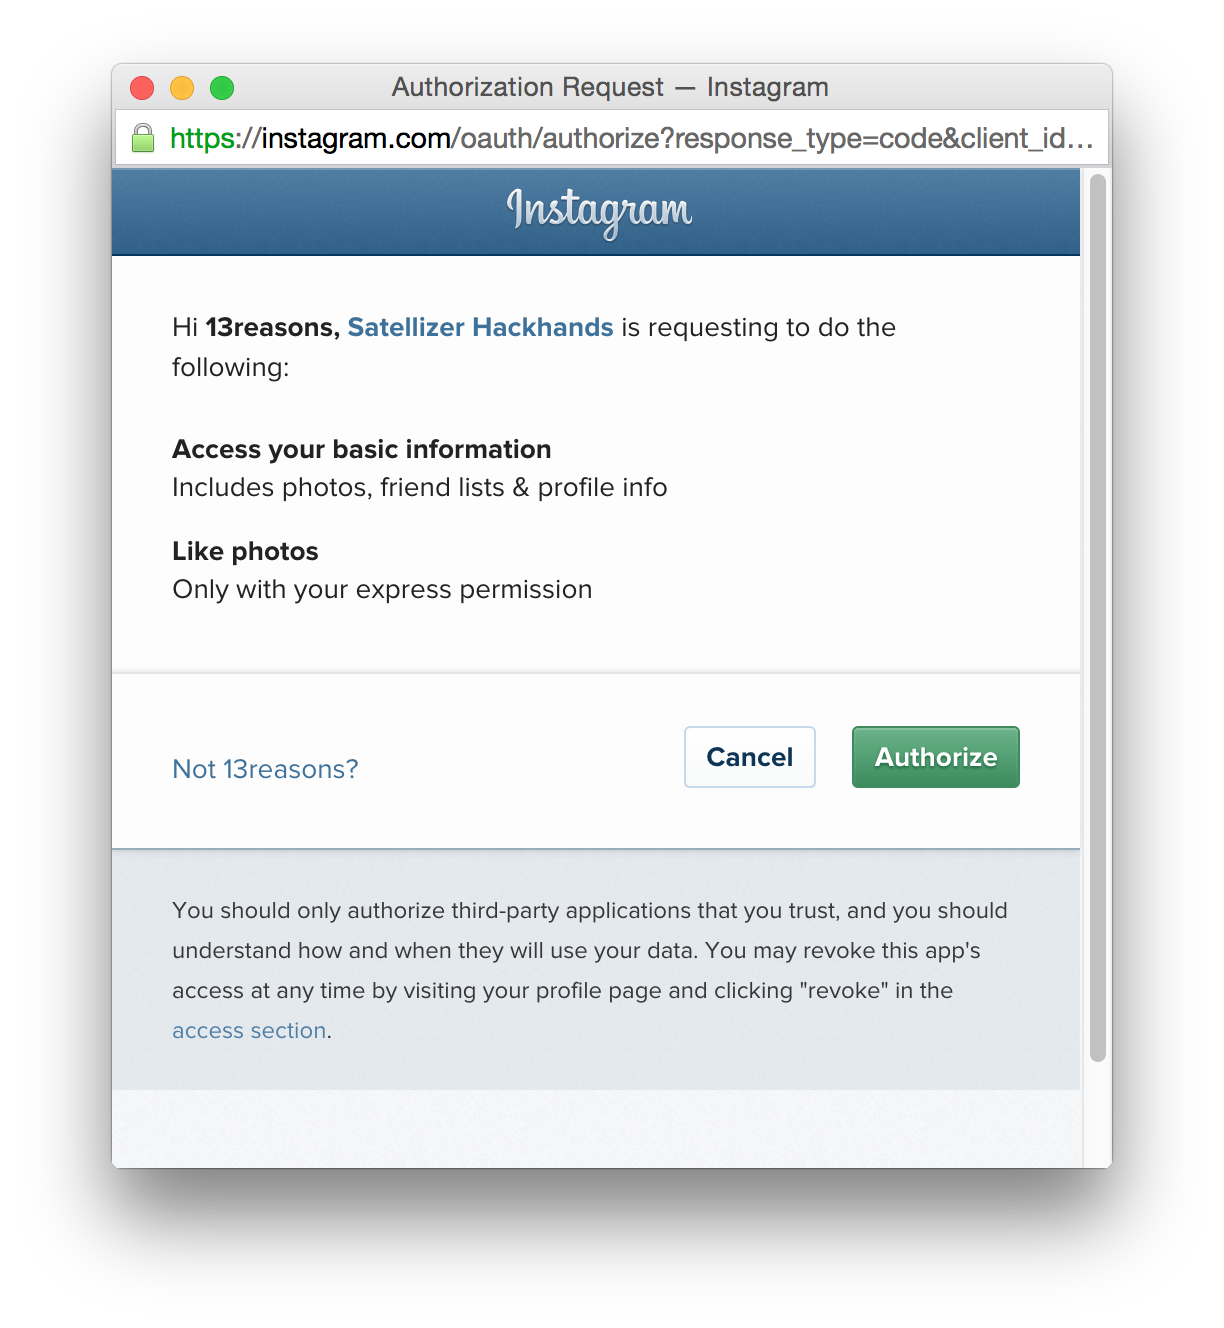 Authorization Request — Instagram
https://instagram.com/oauth/authorize?response_type=code&client_id...
Instagram
Hi 13reasons, Satellizer Hackhands is requesting to do the
following:
Access your basic information
Includes photos, friend lists & profile info
Like photos
Only with your express permission
Not 13reasons?
Cancel
Authorize
You should only authorize third-party applications that you trust, and you should
understand how and when they will use your data. You may revoke this app's
access at any time by visiting your profile page and clicking "revoke" in the
access section.